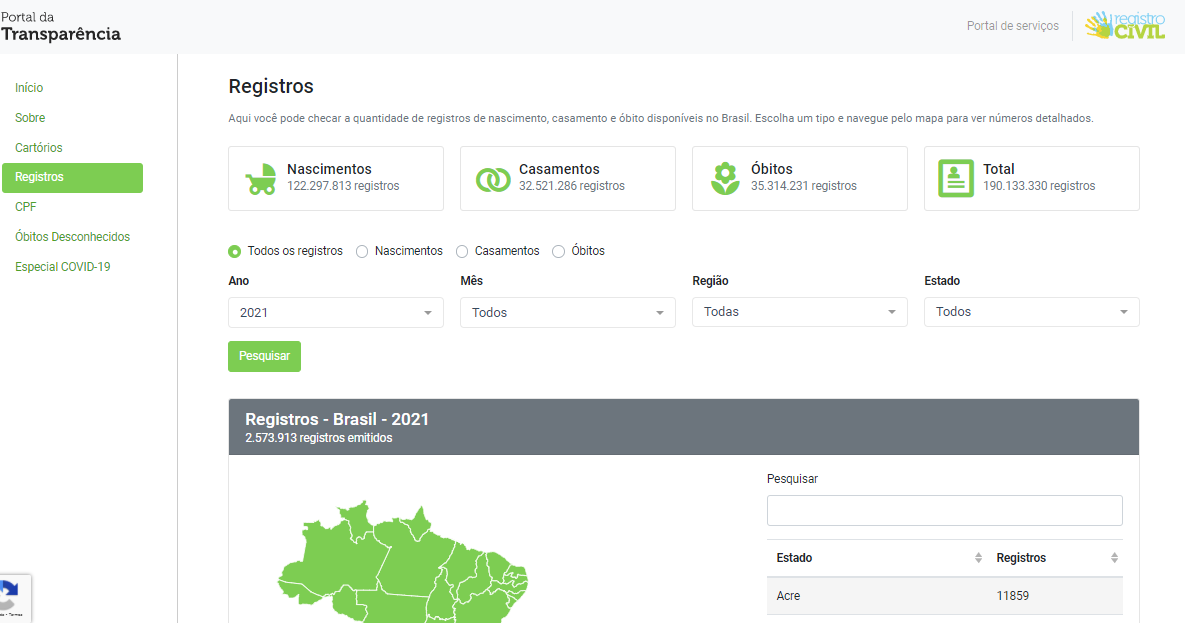 Portal da
Transparência
Portal de serviços
registro
CIVIL
Início
Sobre
Cartórios
Registros
CPF
Óbitos Desconhecidos
Especial COVID-19
Registros
Aqui você pode checar a quantidade de registros de nascimento, casamento e óbito disponíveis no Brasil. Escolha um tipo e navegue pelo mapa para ver números detalhados.
Nascimentos
122.297.813 registros
Casamentos
32.521.286 registros
Óbitos
35.314.231 registros
Total
190.133.330 registros
Todos os registros Nascimentos Casamentos Óbitos
Ano Mês Região Estado
2021 Todos Todas Todos
Pesquisar
Registros - Brasil - 2021
2.573.913 registros emitidos
Pesquisar
Estado Registros
Acre 11859